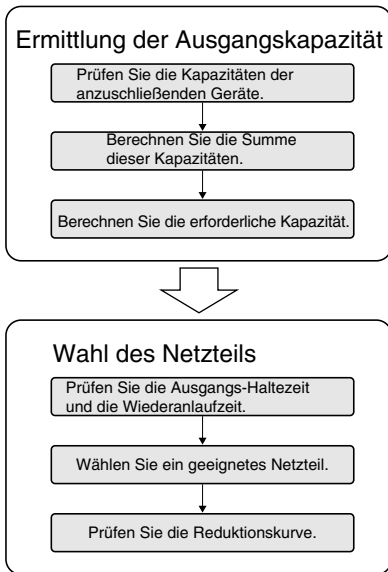 Ermittlung der Ausgangskapazität
Prüfen Sie die Kapazitäten der
anzuschließenden Geräte.
Berechnen Sie die Summe
dieser Kapazitäten.
Berechnen Sie die erforderliche Kapazität.
Wahl des Netzteils
Prüfen Sie die Ausgangs-Haltezeit
und die Wiederanlaufzeit.
Wählen Sie ein geeignetes Netzteil.
Prüfen Sie die Reduktionskurve.